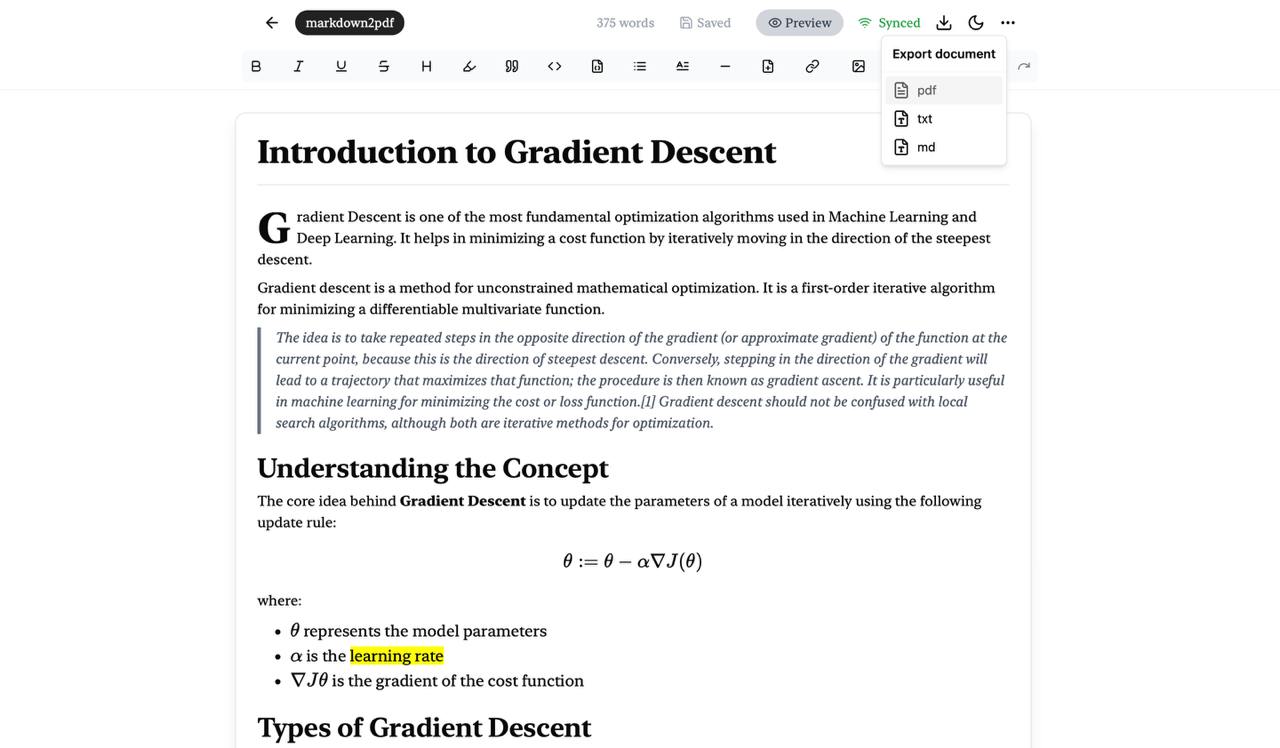 markdown2pdf
375 words
Saved
Preview
Synced
Export document
pdf
txt
md
B I U S H
Introduction to Gradient Descent
Gradient Descent is one of the most fundamental optimization algorithms used in Machine Learning and
Deep Learning. It helps in minimizing a cost function by iteratively moving in the direction of the steepest
descent.
Gradient descent is a method for unconstrained mathematical optimization. It is a first-order iterative algorithm
for minimizing a differentiable multivariate function.
The idea is to take repeated steps in the opposite direction of the gradient (or approximate gradient) of the function at the
current point, because this is the direction of steepest descent. Conversely, stepping in the direction of the gradient will
lead to a trajectory that maximizes that function; the procedure is then known as gradient ascent. It is particularly useful
in machine learning for minimizing the cost or loss function.[1] Gradient descent should not be confused with local
search algorithms, although both are iterative methods for optimization.
Understanding the Concept
The core idea behind Gradient Descent is to update the parameters of a model iteratively using the following
update rule:
θ := θ − α∇J(θ)
where:
• θ represents the model parameters
• α is the learning rate
• ∇Jθ is the gradient of the cost function
Types of Gradient Descent